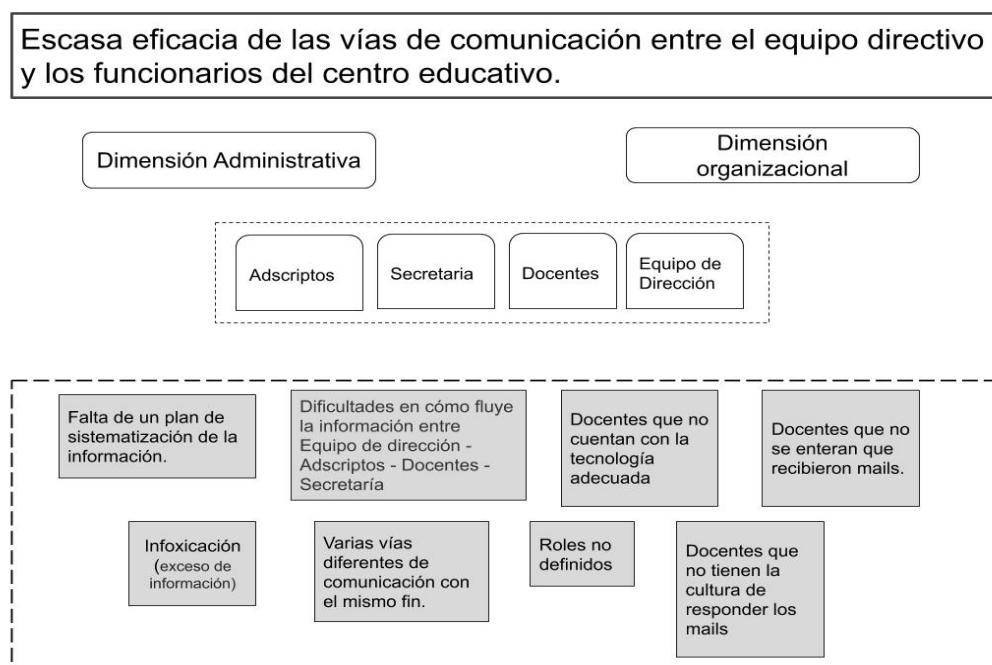 Escasa eficacia de las vías de comunicación entre el equipo directivo
y los funcionarios del centro educativo.
Dimensión Administrativa
Dimensión
organizacional
Adscriptos
Secretaria
Docentes
Equipo de
Dirección
Falta de un plan de
sistematización de la
información.
Dificultades en cómo fluye
la información entre
Equipo de dirección -
Adscriptos - Docentes -
Secretaría
Docentes que no
cuentan con la
tecnología
adecuada
Docentes que no
se enteran que
recibieron mails.
Infoxicación
(exceso de
información)
Varias vías
diferentes de
comunicación con
el mismo fin.
Roles no
definidos
Docentes que
no tienen la
cultura de
responder los
mails